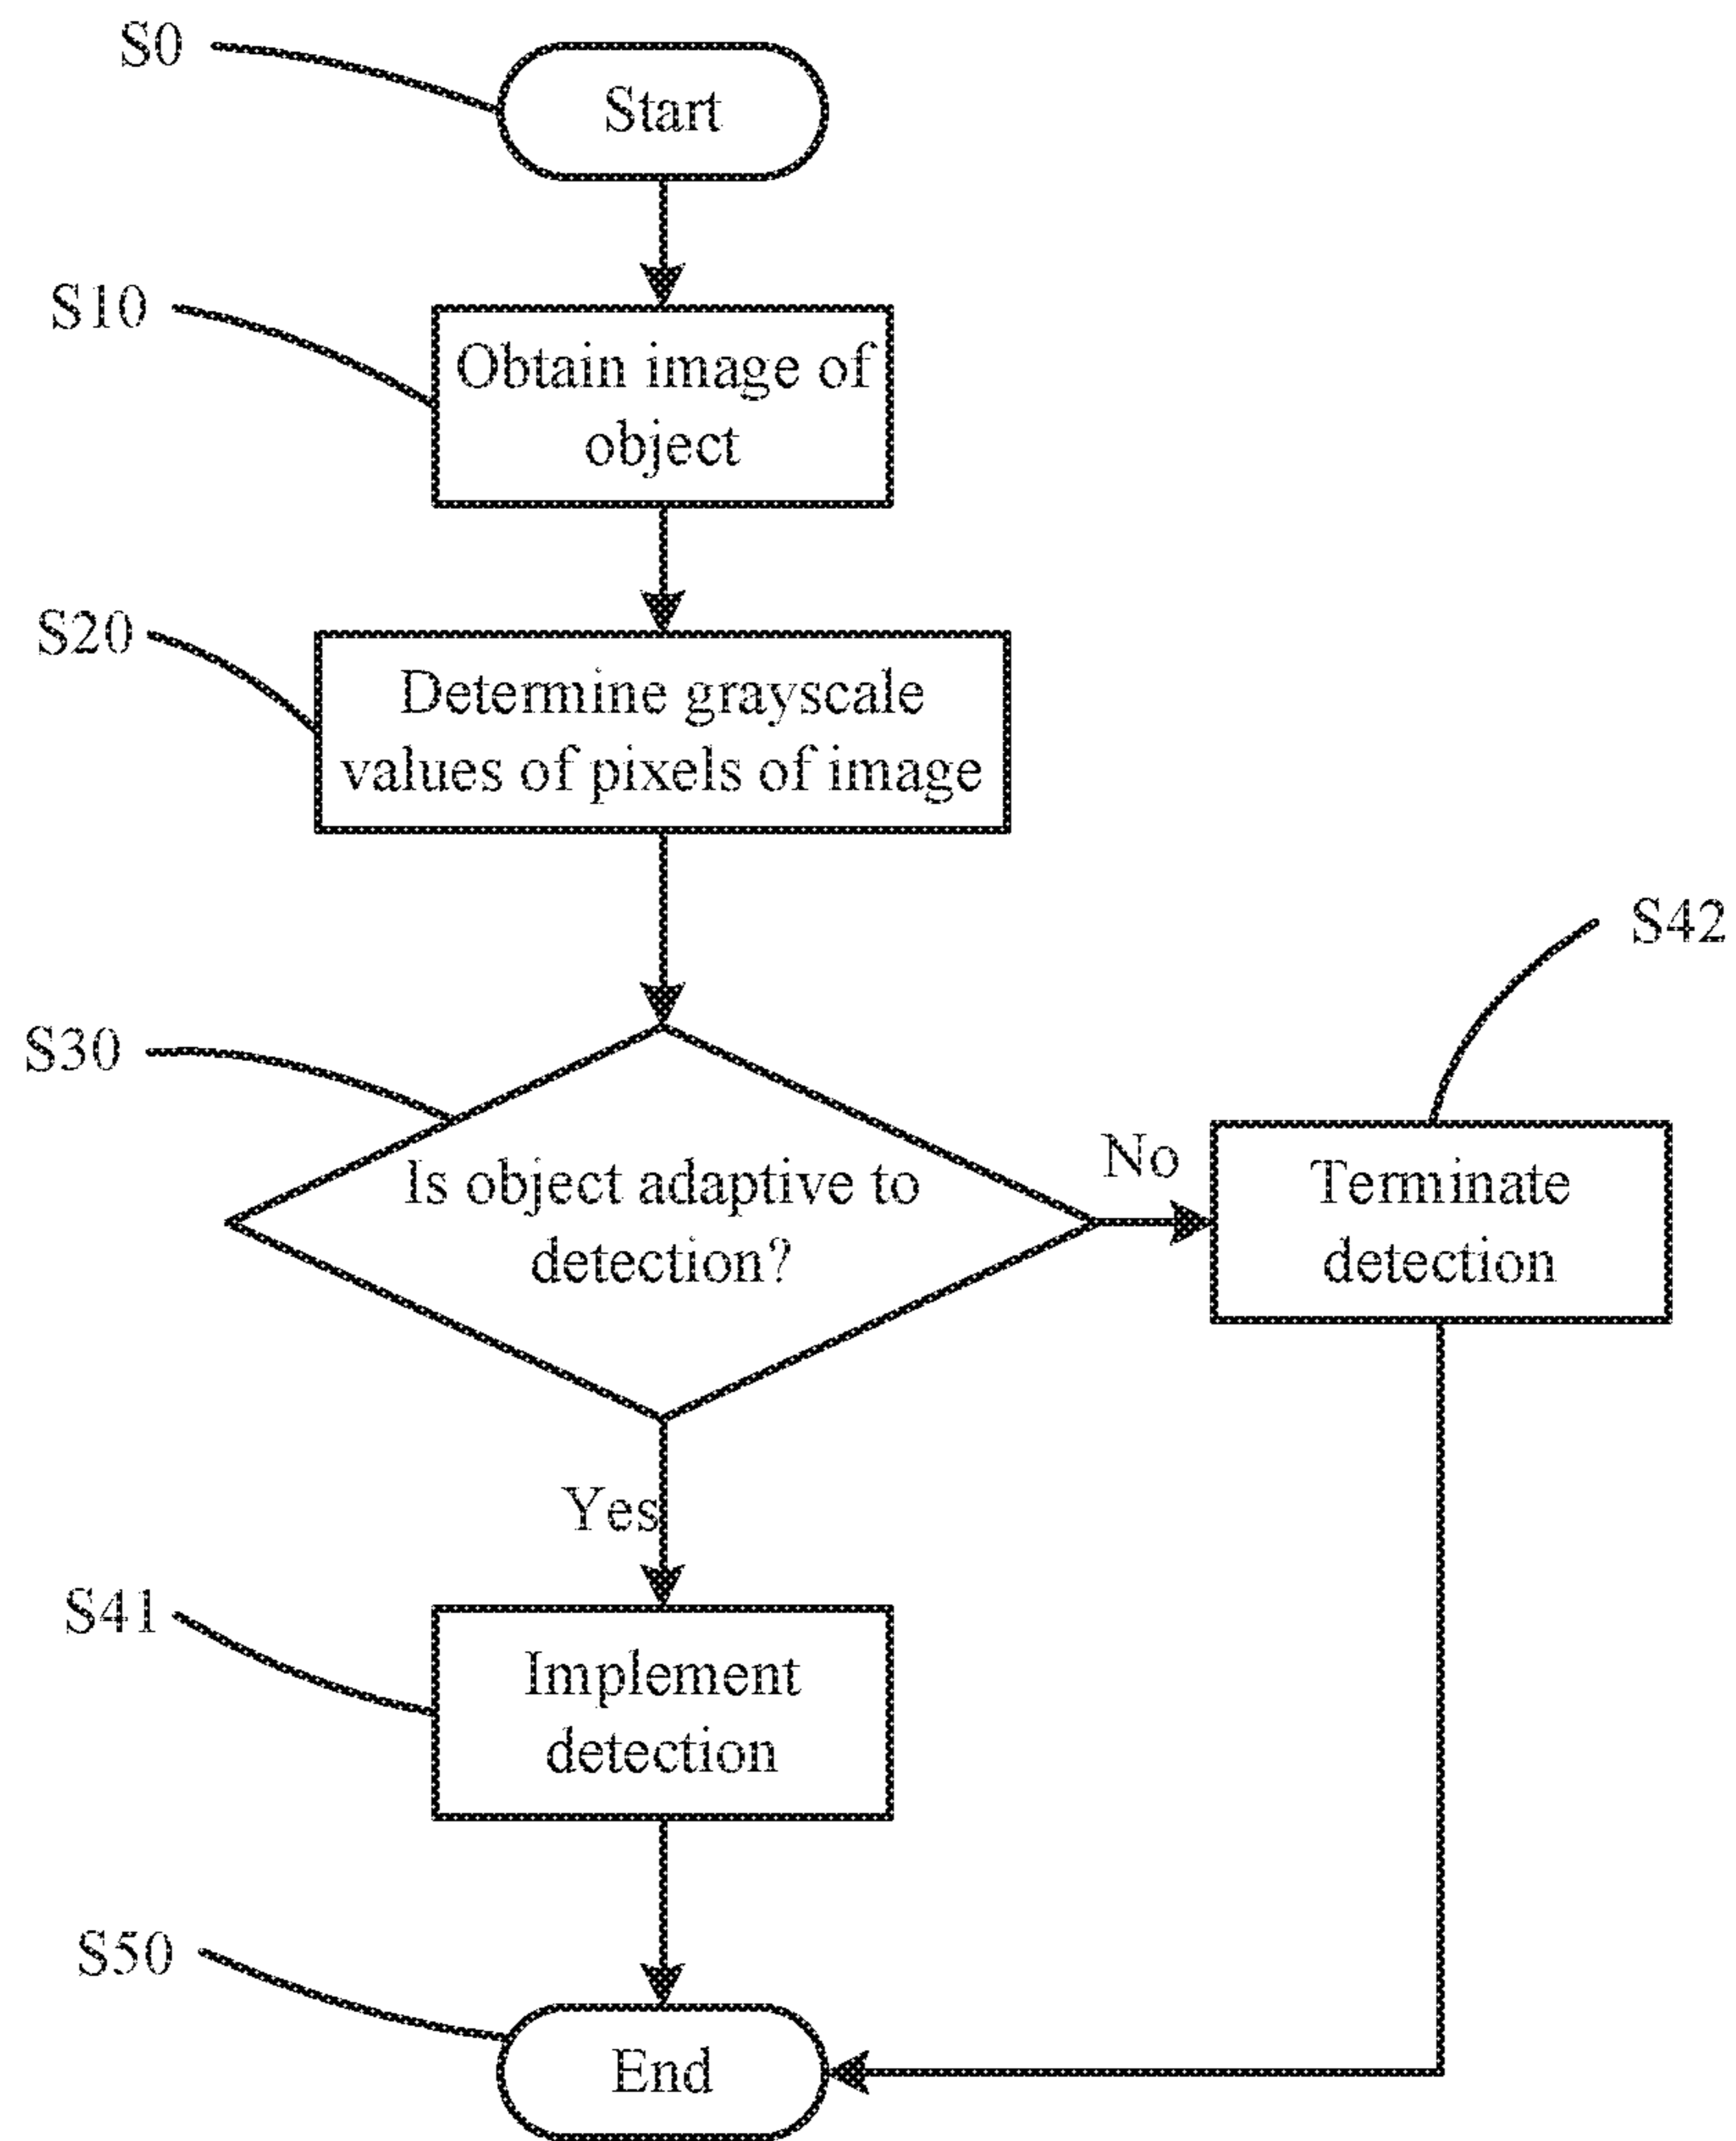 S0
Start
S10
Obtain image of
object
S20
Determine grayscale
values of pixels of image
S42
S30
Is object adaptive to
detection?
No
Terminate
detection
Yes
S41
Implement
detection
S50
End